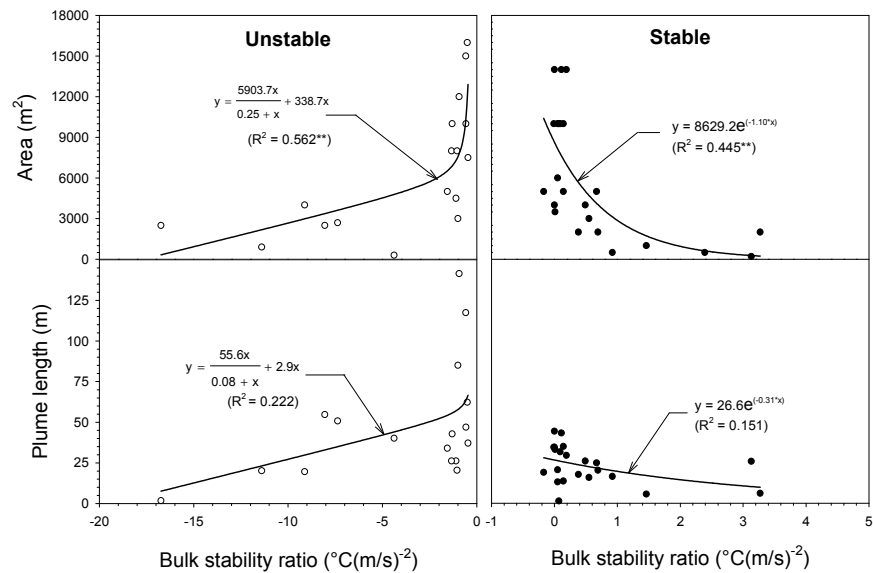 Unstable
Stable
Area (m²)
18000
15000
12000
9000
6000
3000
0
y = 5903.7x / 0.25 + x + 338.7x
(R² = 0.562**)
y = 8629.2e(-1.10*x)
(R² = 0.445**)
Plume length (m)
125
100
75
50
25
0
y = 55.6x / 0.08 + x + 2.9x
(R² = 0.222)
y = 26.6e(-0.31*x)
(R² = 0.151)
-20 -15 -10 -5 0
-1 0 1 2 3 4 5
Bulk stability ratio (°C(m/s)⁻²)
Bulk stability ratio (°C(m/s)⁻²)